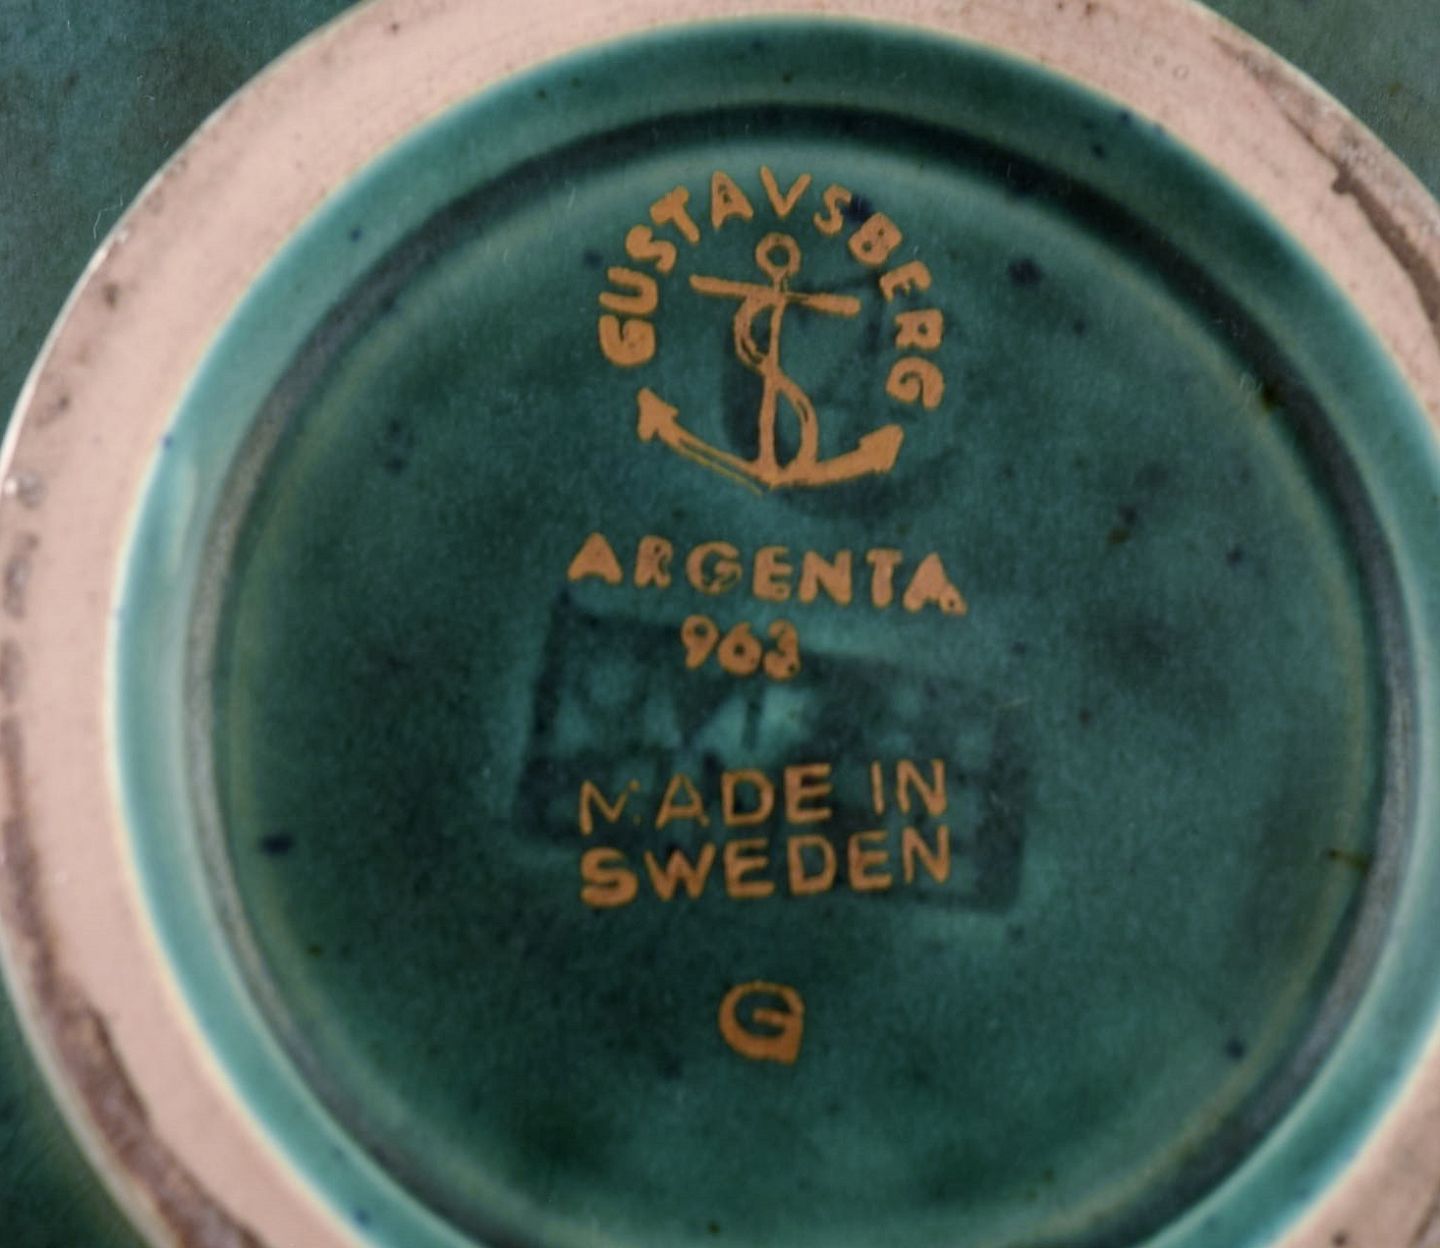 GUSTAVSBERG
ARGENTA
963
MADE IN
SWEDEN
G